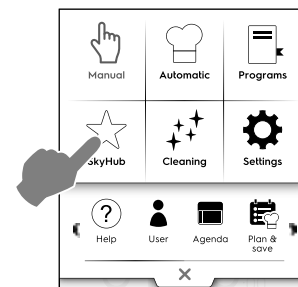 Manual Automatic Programs
SkyHub Cleaning Settings
?
Help User Agenda Plan &
save